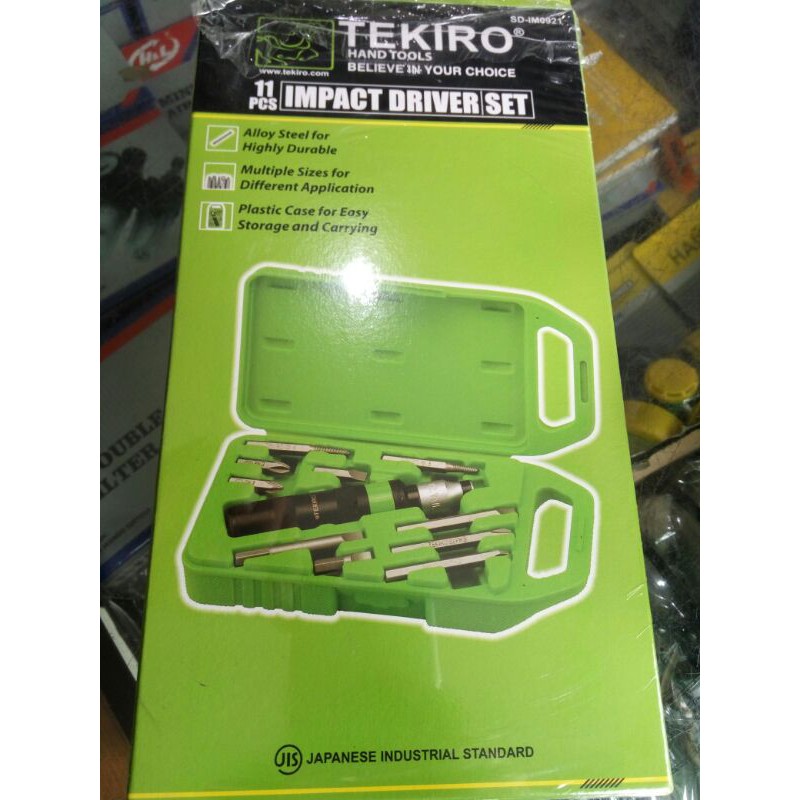 SD-IM0921
TEKIRO®
HAND TOOLS
www.tekiro.com
BELIEVE IN YOUR CHOICE
11 PCS IMPACT DRIVER SET
Alloy Steel for
Highly Durable
Multiple Sizes for
Different Application
Plastic Case for Easy
Storage and Carrying
TEKIRO
JIS JAPANESE INDUSTRIAL STANDARD
H&L